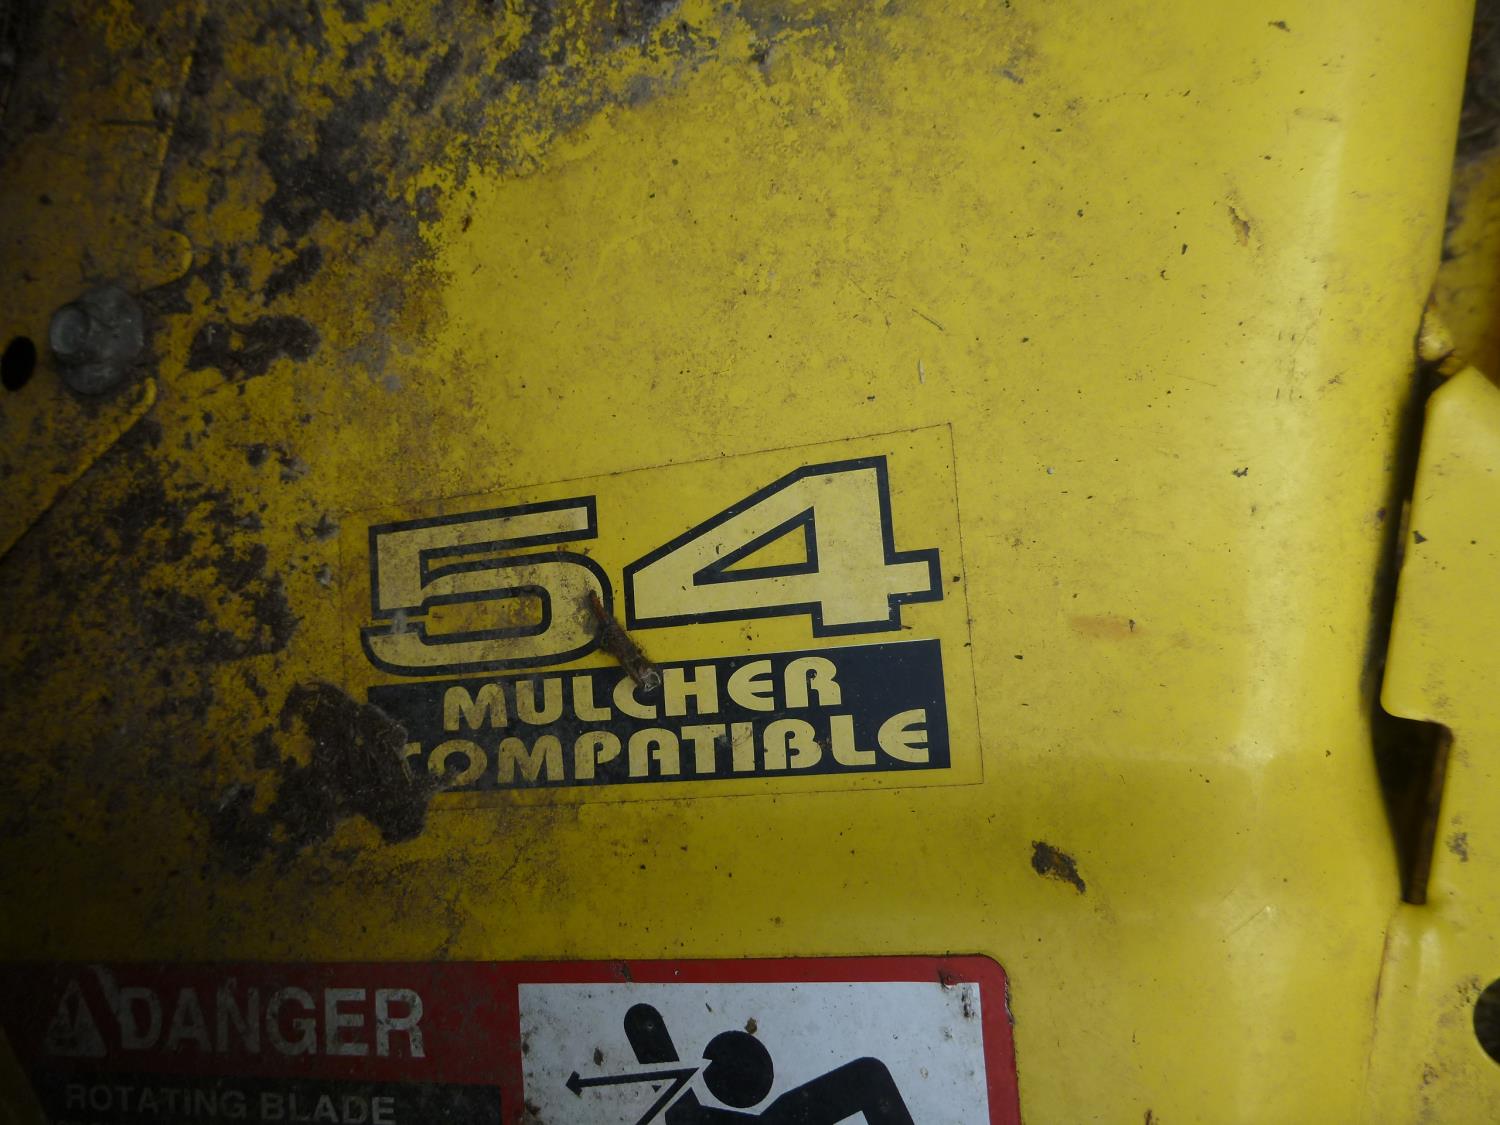 54
MULCHER
COMPATIBLE
DANGER
ROTATING BLADE